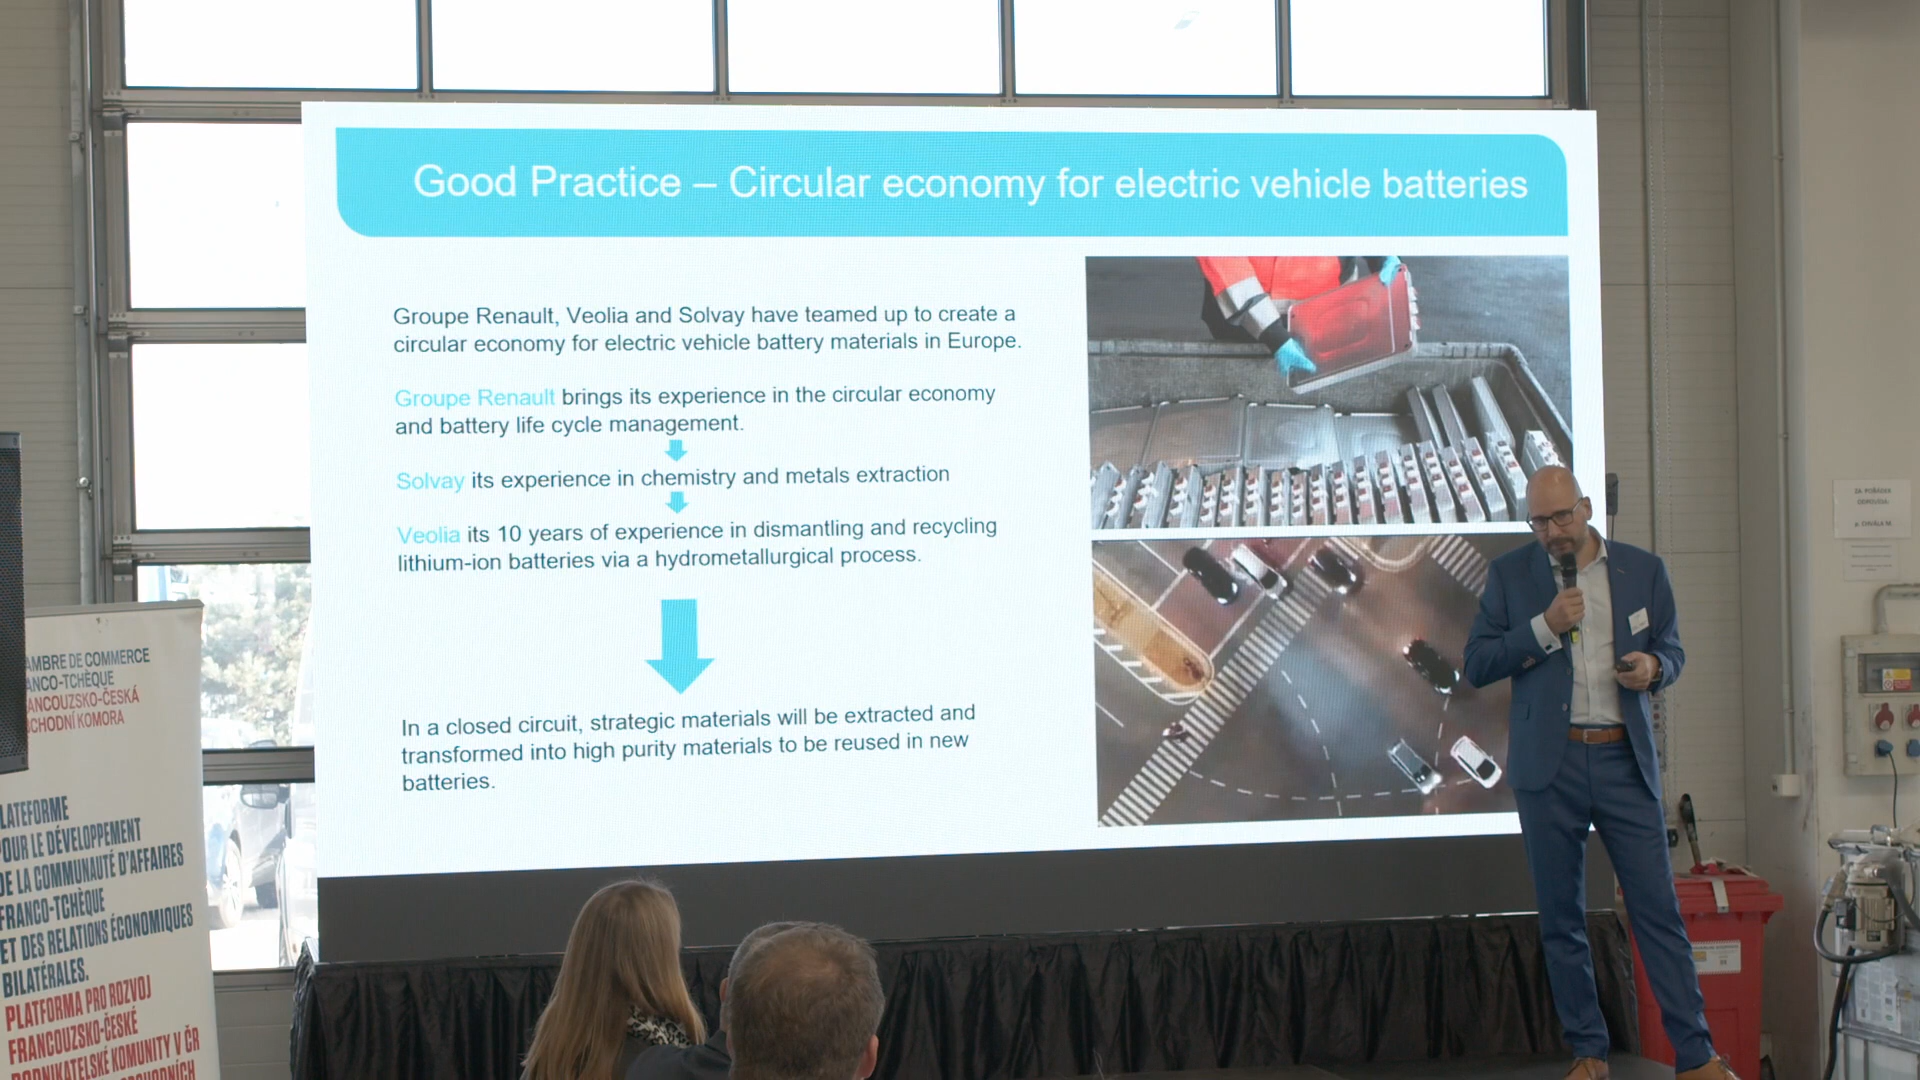 Good Practice – Circular economy for electric vehicle batteries
Groupe Renault, Veolia and Solvay have teamed up to create a
circular economy for electric vehicle battery materials in Europe.
Groupe Renault brings its experience in the circular economy
and battery life cycle management.
Solvay its experience in chemistry and metals extraction
Veolia its 10 years of experience in dismantling and recycling
lithium-ion batteries via a hydrometallurgical process.
In a closed circuit, strategic materials will be extracted and
transformed into high purity materials to be reused in new
batteries.
AMBRE DE COMMERCE
ANCO-TCHÈQUE
ANCOUZSKO-ČESKÁ
CHODNÍ KOMORA
LATEFORME
OUR LE DÉVELOPPEMENT
DE LA COMMUNAUTÉ D'AFFAIRES
FRANCO-TCHÈQUE
ET DES RELATIONS ÉCONOMIQUES
BILATÉRALES.
PLATFORMA PRO ROZVOJ
FRANCOUZSKO-ČESKÉ
PODNIKATELSKÉ KOMUNITY V ČR
ZA POŘÁDEK